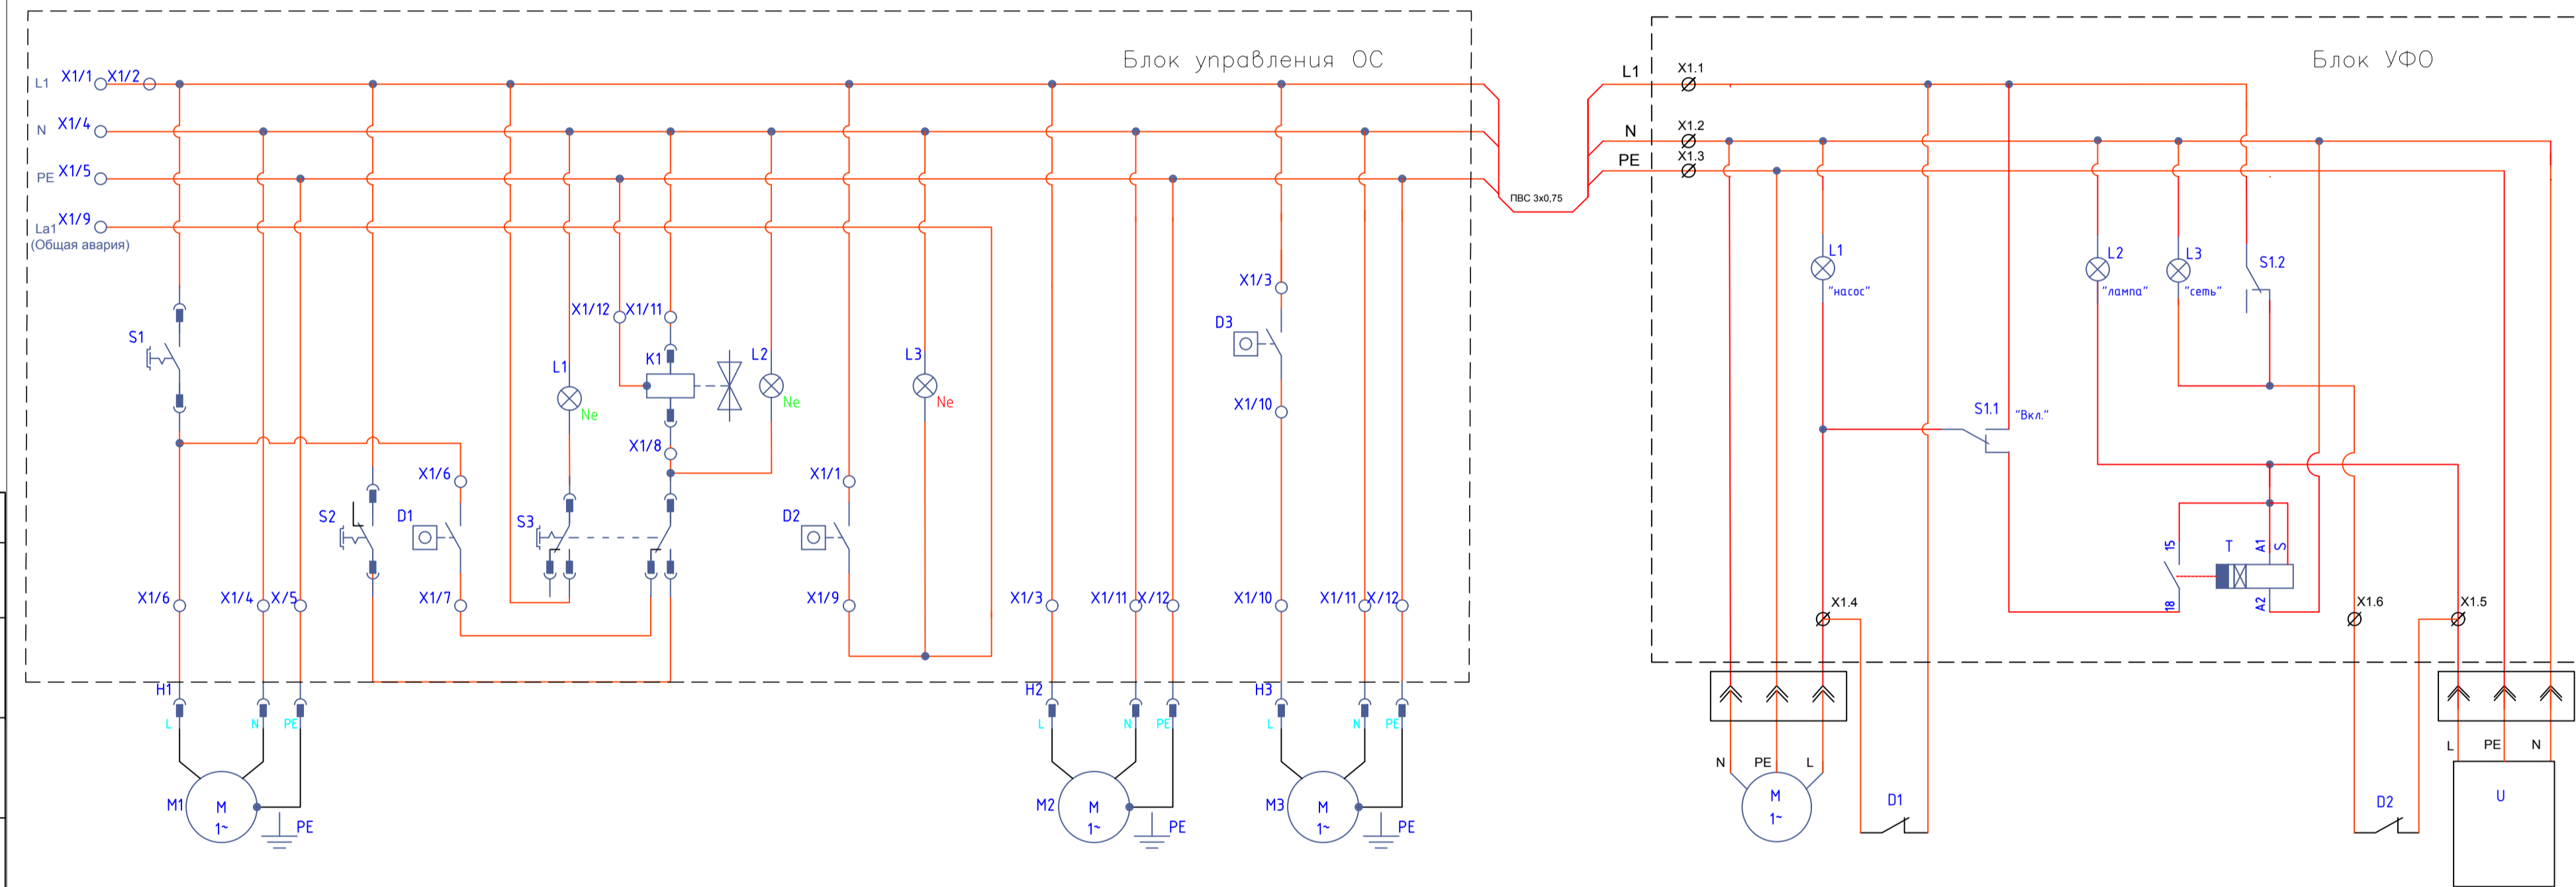 Блок управления ОС
Блок УФО
L1 X1/1 X1/2
N X1/4
PE X1/5
La1 X1/9
(Общая авария)
L1 X1.1
N X1.2
PE X1.3
ПВС 3х0,75
S1
X1/12 X1/11
L1
Ne
K1
L2
Ne
L3
Ne
X1/8
X1/3
D3
X1/10
X1/6
X1/1
S2
D1
S3
D2
X1/6
X1/4
X/5
X1/7
X1/9
X1/3
X1/11
X/12
X1/10
X1/11
X/12
H1
L
N
PE
H2
L
N
PE
H3
L
N
PE
M1
M
1~
PE
M2
M
1~
PE
M3
M
1~
PE
L1
"насос"
L2
"лампа"
L3
"сеть"
S1.2
S1.1
"Вкл."
15
T
A1
S
18
A2
X1.4
X1.6
X1.5
N
PE
L
M
1~
D1
D2
L
PE
N
U